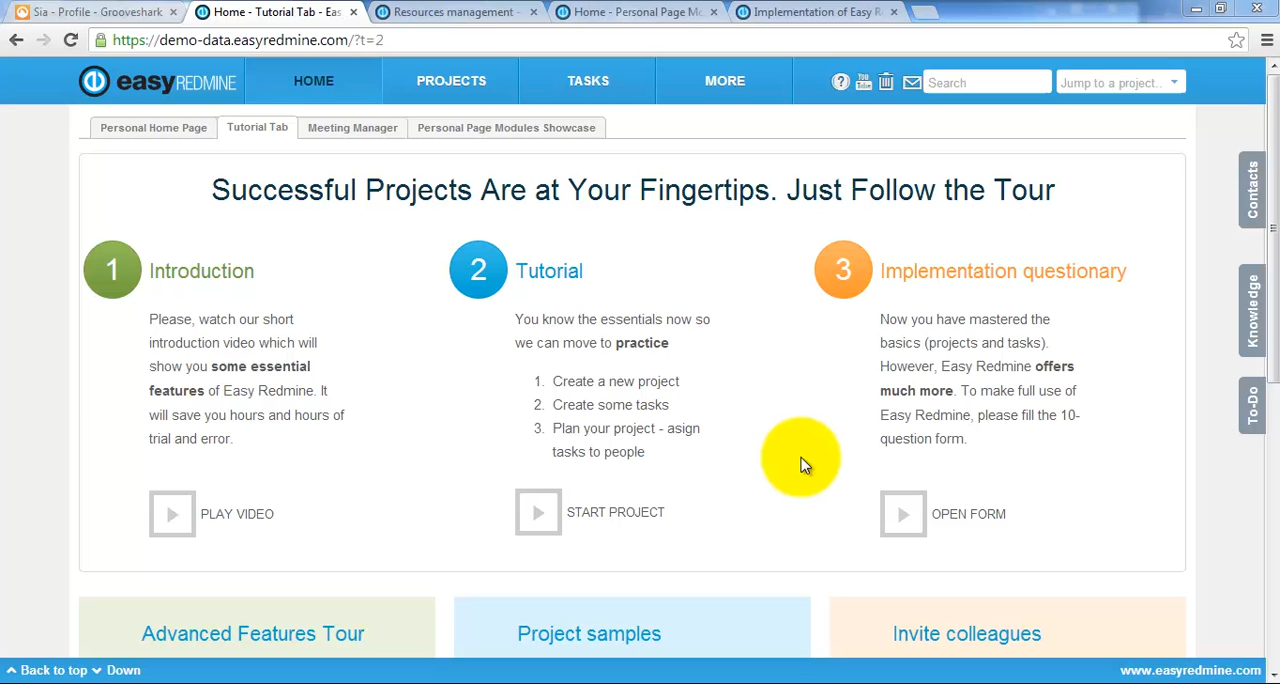 Sia - Profile - Grooveshark
Home - Tutorial Tab - Eas
Resources management -
Home - Personal Page Mo
Implementation of Easy R
https://demo-data.easyredmine.com/?t=2
easyREDMINE
HOME
PROJECTS
TASKS
MORE
?
You Tube
Search
Jump to a project..
Personal Home Page
Tutorial Tab
Meeting Manager
Personal Page Modules Showcase
Successful Projects Are at Your Fingertips. Just Follow the Tour
1 Introduction
Please, watch our short
introduction video which will
show you some essential
features of Easy Redmine. It
will save you hours and hours of
trial and error.
PLAY VIDEO
2 Tutorial
You know the essentials now so
we can move to practice
1. Create a new project
2. Create some tasks
3. Plan your project - asign
tasks to people
START PROJECT
3 Implementation questionary
Now you have mastered the
basics (projects and tasks).
However, Easy Redmine offers
much more. To make full use of
Easy Redmine, please fill the 10-
question form.
OPEN FORM
Contacts
Knowledge
To-Do
Advanced Features Tour
Project samples
Invite colleagues
Back to top
Down
www.easyredmine.com